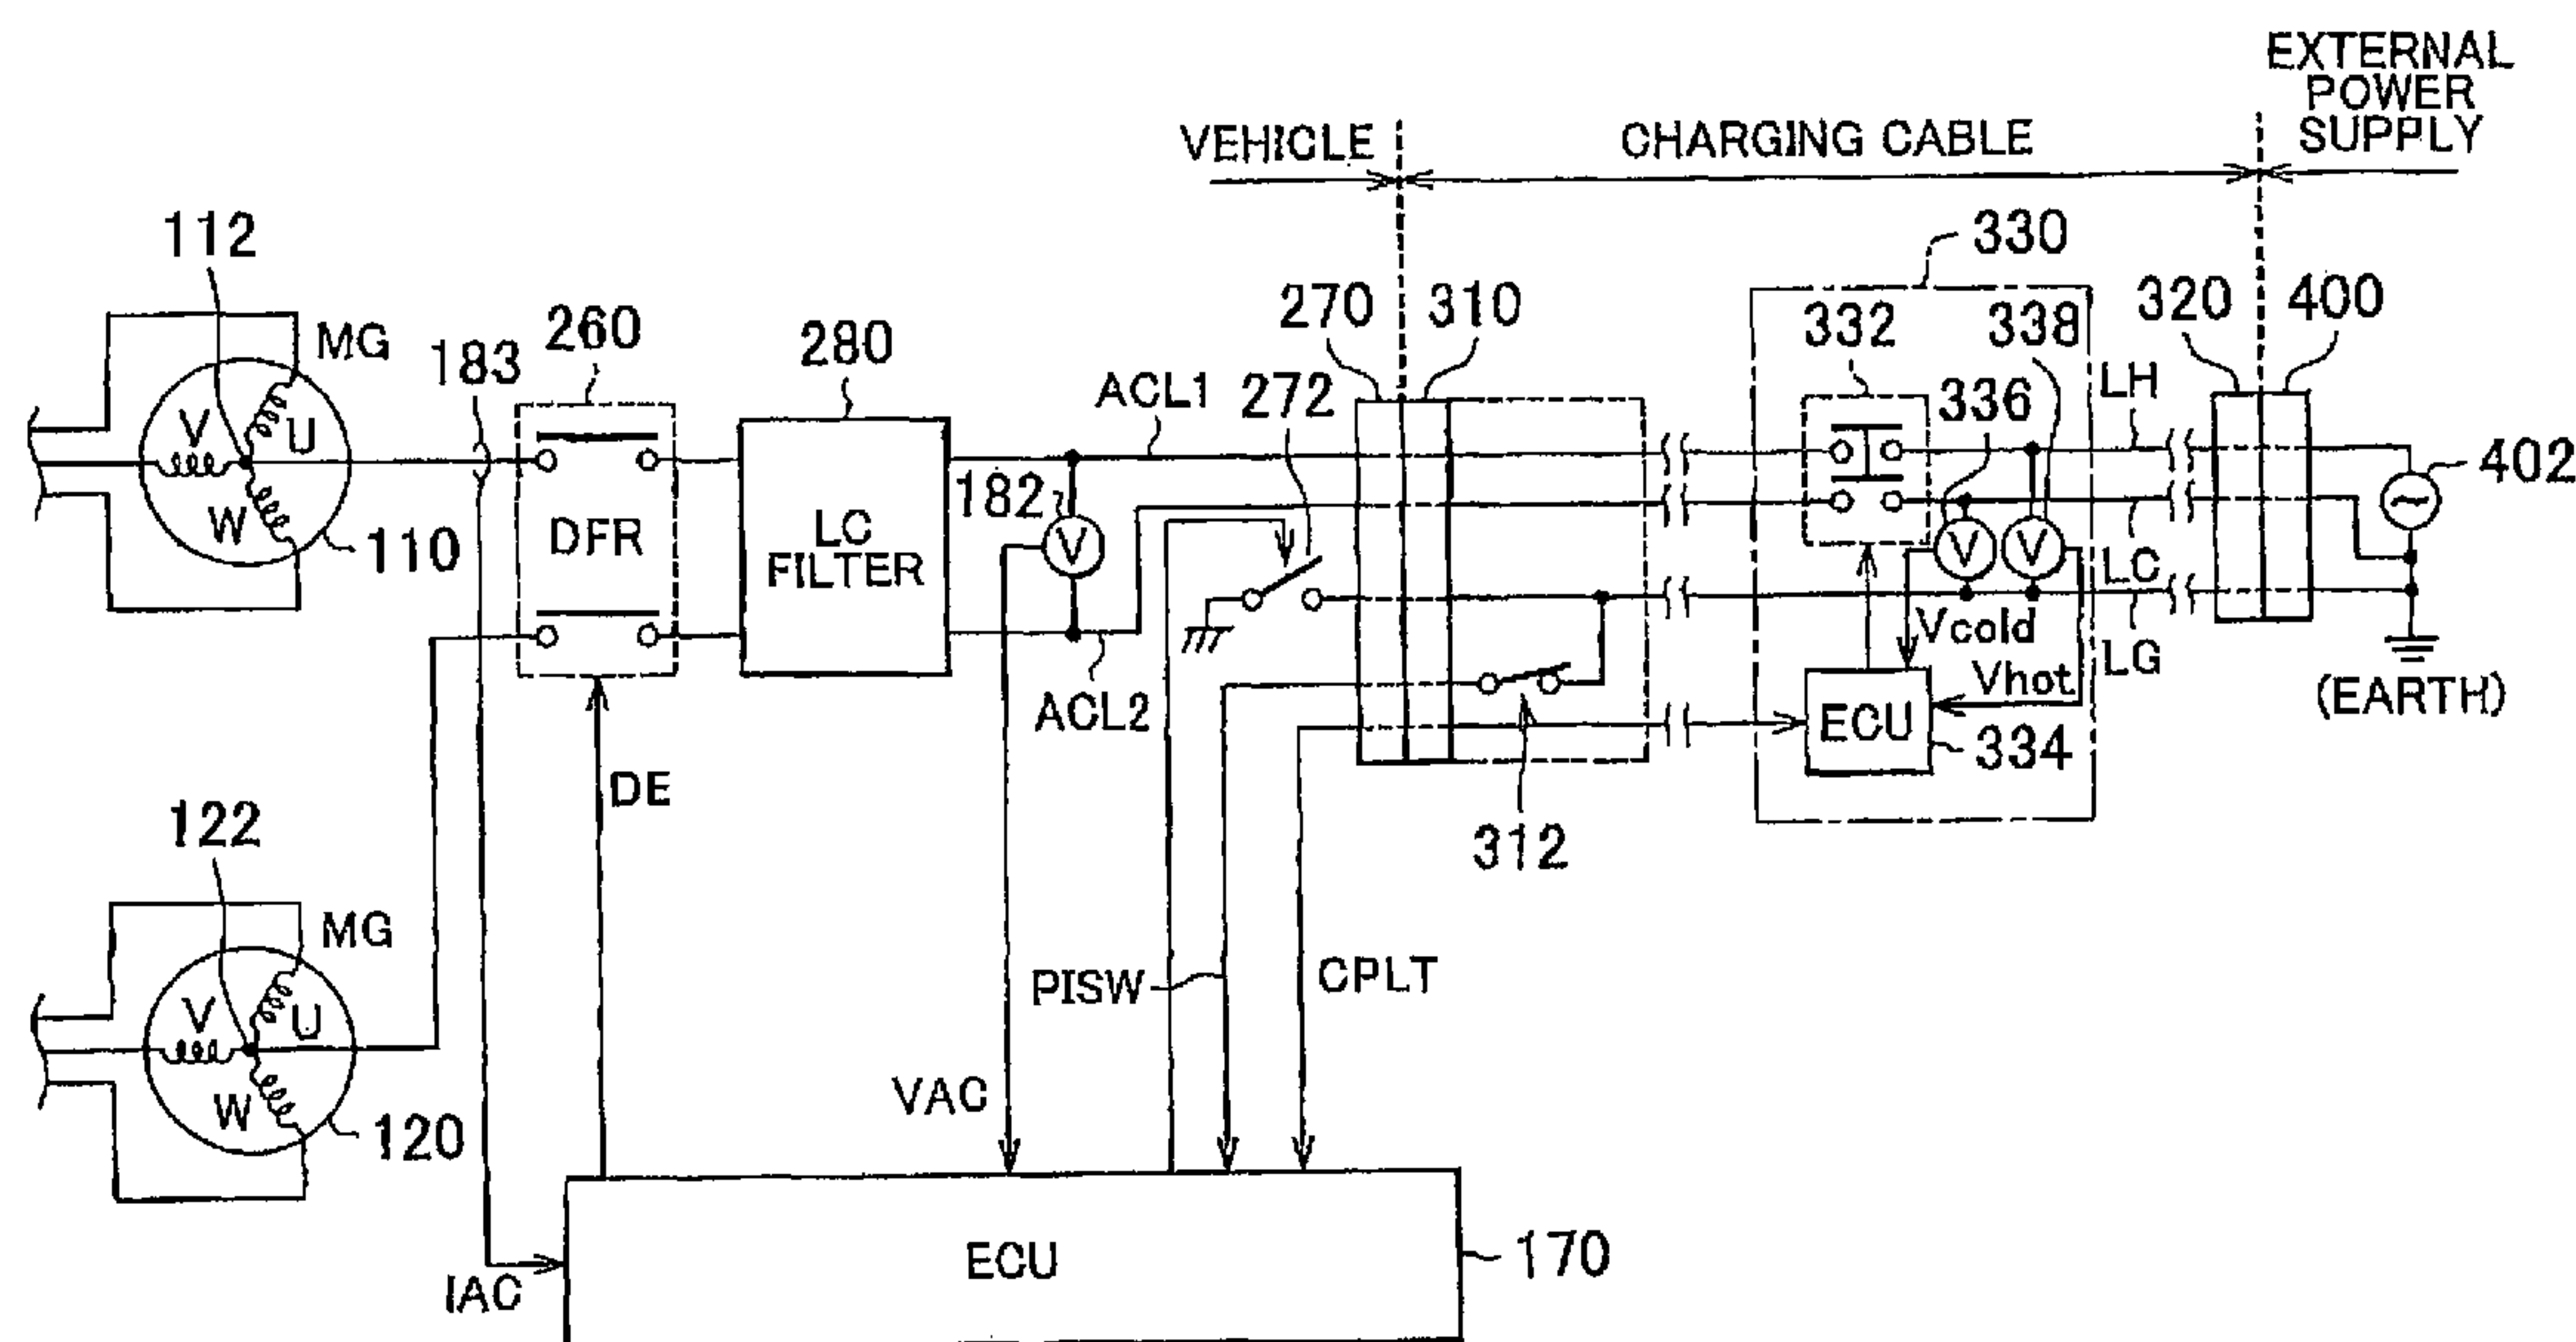 EXTERNAL
POWER
SUPPLY
VEHICLE
CHARGING CABLE
112
330
260
280
270
310
320
400
MG
183
332
338
ACL1
272
336
LH
402
V
U
W
110
DFR
LC
FILTER
182
V
V
V
LC
Vcold
LG
Vhot
(EARTH)
ACL2
ECU
334
DE
122
312
MG
PISW
CPLT
V
U
W
120
VAC
IAC
ECU
170